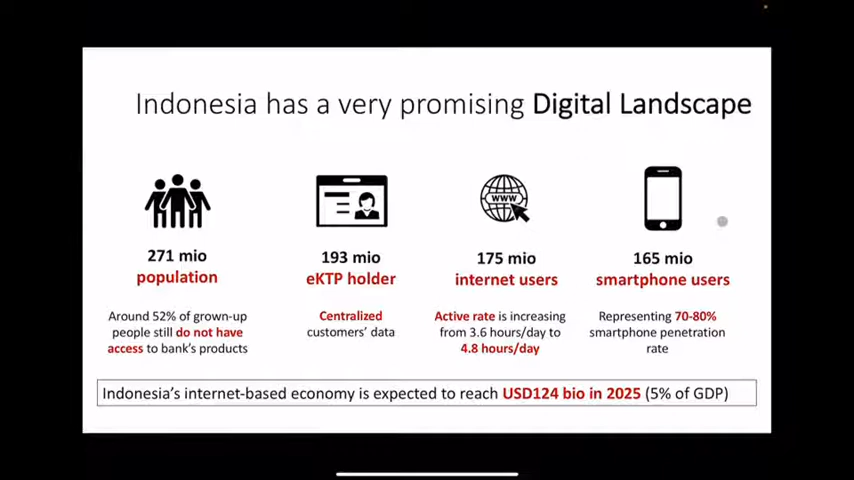 Indonesia has a very promising Digital Landscape
WWW
271 mio
population
Around 52% of grown-up
people still do not have
access to bank's products
193 mio
eKTP holder
Centralized
customers' data
175 mio
internet users
Active rate is increasing
from 3.6 hours/day to
4.8 hours/day
165 mio
smartphone users
Representing 70-80%
smartphone penetration
rate
Indonesia's internet-based economy is expected to reach USD124 bio in 2025 (5% of GDP)